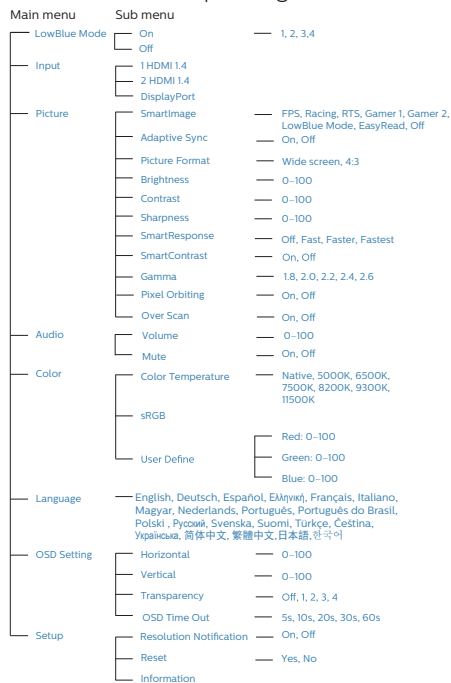 Main menu Sub menu
LowBlue Mode On 1, 2, 3,4
Off
Input 1 HDMI 1.4
2 HDMI 1.4
DisplayPort
Picture SmartImage FPS, Racing, RTS, Gamer 1, Gamer 2,
LowBlue Mode, EasyRead, Off
Adaptive Sync On, Off
Picture Format Wide screen, 4:3
Brightness 0–100
Contrast 0–100
Sharpness 0–100
SmartResponse Off, Fast, Faster, Fastest
SmartContrast On, Off
Gamma 1.8, 2.0, 2.2, 2.4, 2.6
Pixel Orbiting On, Off
Over Scan On, Off
Audio Volume 0–100
Mute On, Off
Color Color Temperature Native, 5000K, 6500K,
7500K, 8200K, 9300K,
11500K
sRGB
Red: 0–100
Green: 0–100
User Define
Blue: 0–100
Language English, Deutsch, Español, Ελληνική, Français, Italiano,
Magyar, Nederlands, Português, Português do Brasil,
Polski , Русский, Svenska, Suomi, Türkçe, Čeština,
Українська, 简体中文, 繁體中文,日本語,한국어
OSD Setting Horizontal 0–100
Vertical 0–100
Transparency Off, 1, 2, 3, 4
OSD Time Out 5s, 10s, 20s, 30s, 60s
Setup Resolution Notification On, Off
Reset Yes, No
Information